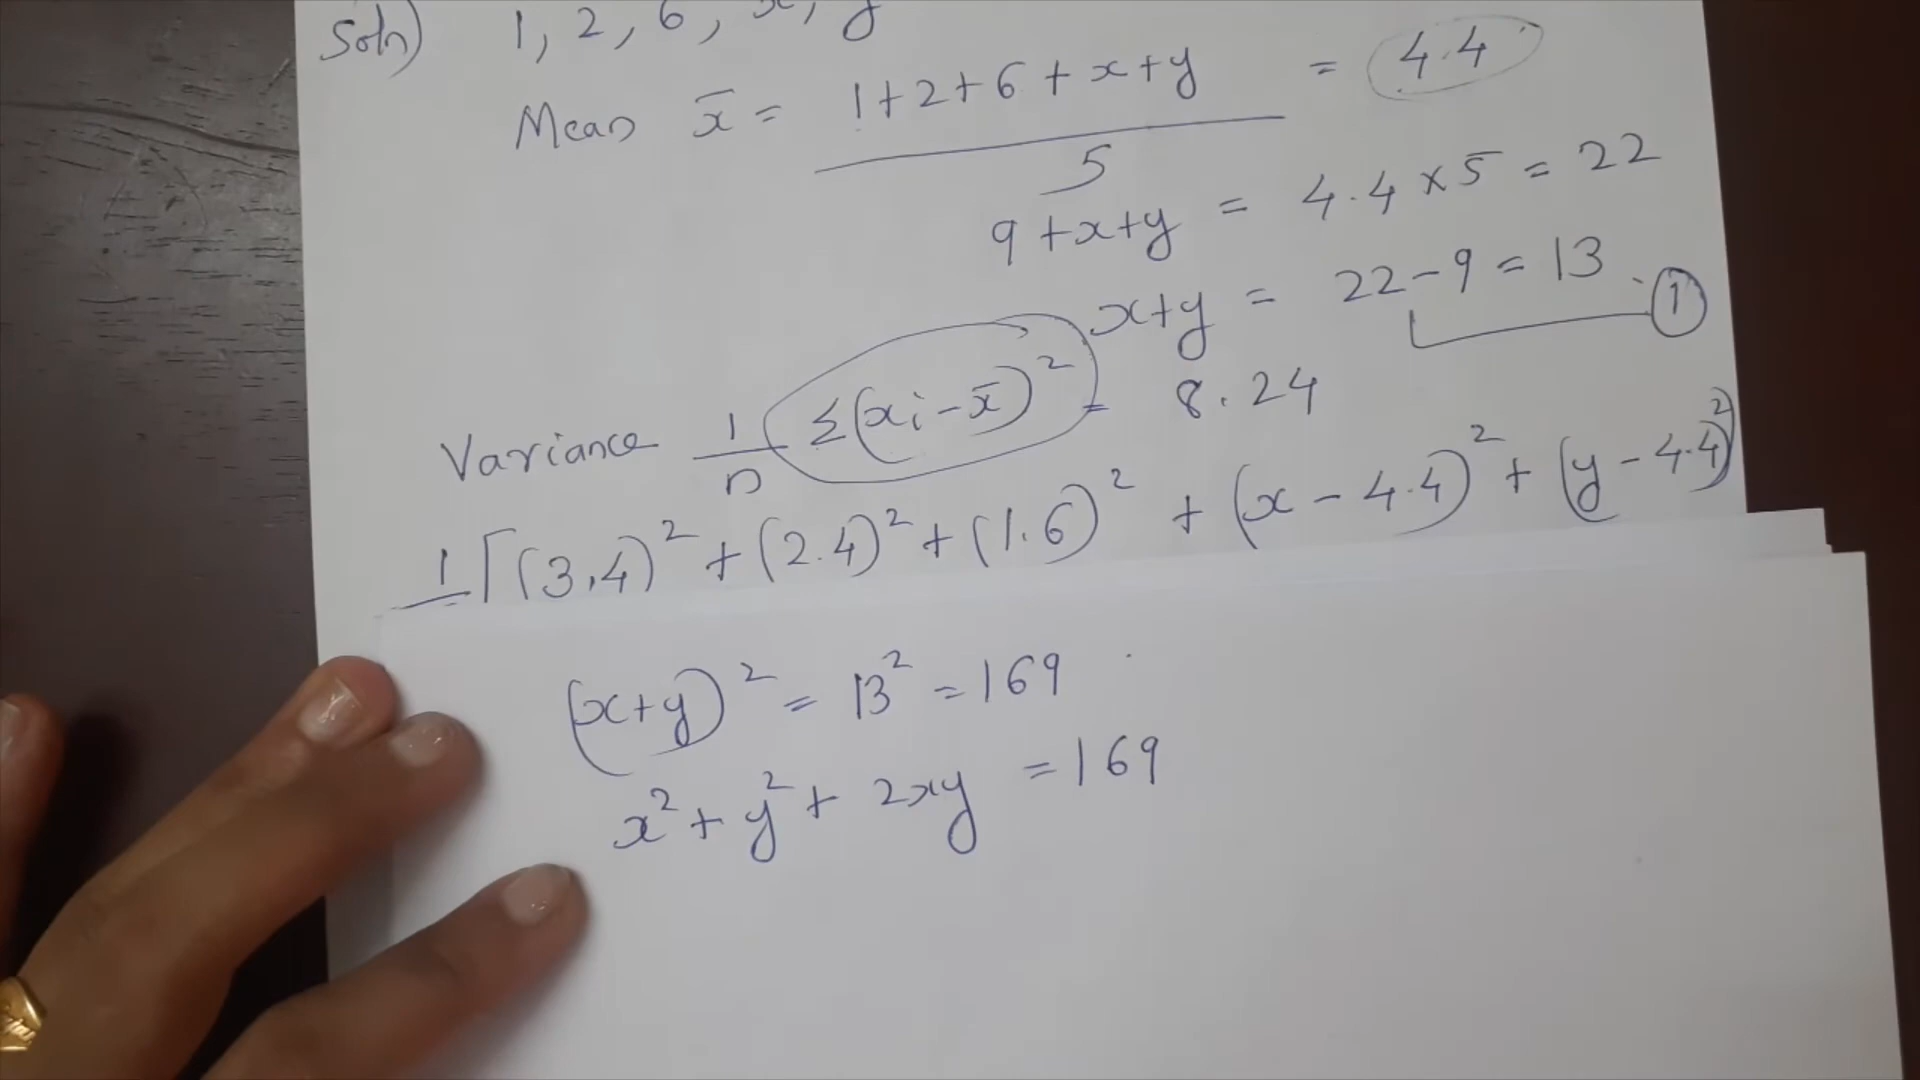 Soln) 1, 2, 6, x, y
Mean x̄ = 1+2+6+x+y / 5 = 4.4
9+x+y = 4.4×5 = 22
x+y = 22-9 = 13. ①
Variance 1/n Σ(xi-x̄)² = 8.24
1 [(3.4)² + (2.4)² + (1.6)² + (x-4.4)² + (y-4.4)²
(x+y)² = 13² = 169
x²+y²+2xy = 169